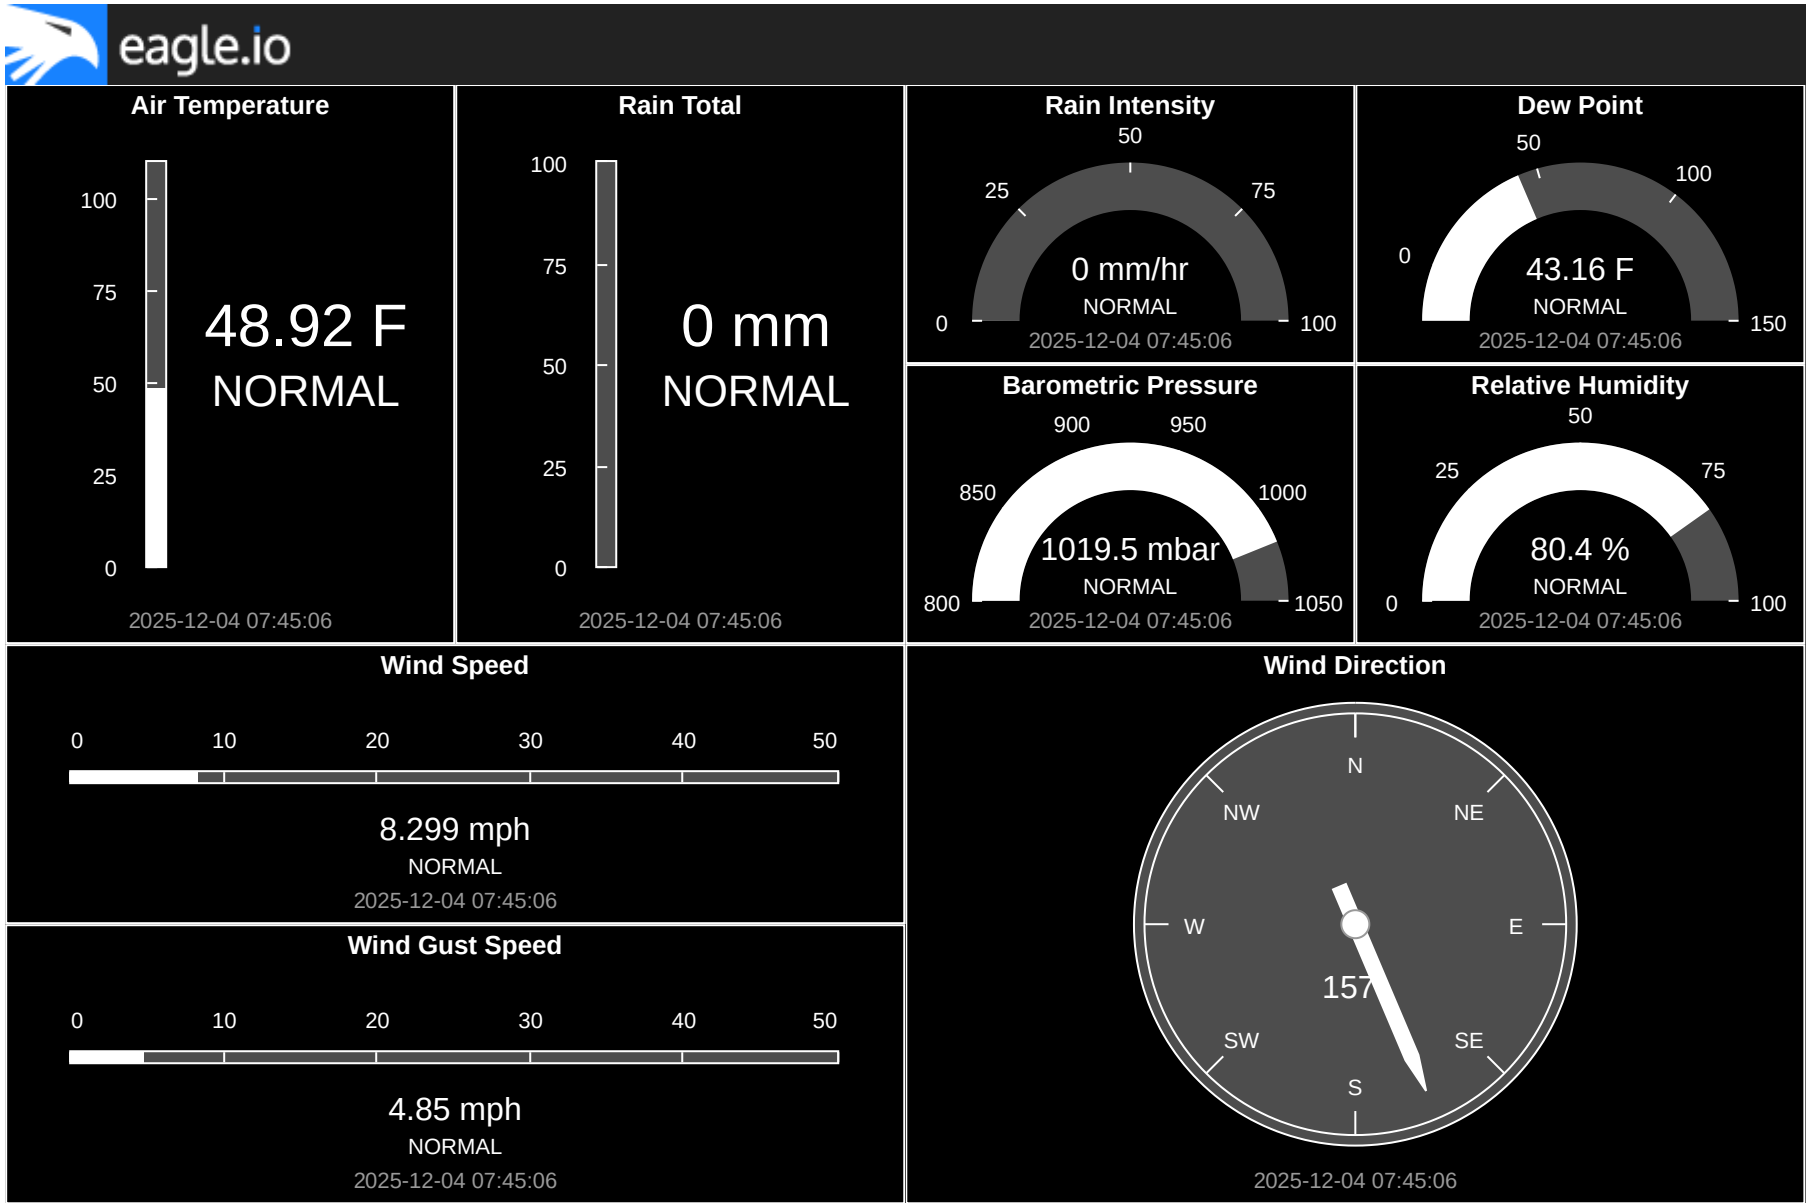 eagle.io
Air Temperature
100
75
50
25
0
48.92 F
NORMAL
2025-12-04 07:45:06
Rain Total
100
75
50
25
0
0 mm
NORMAL
2025-12-04 07:45:06
Rain Intensity
0
25
50
75
100
0 mm/hr
NORMAL
2025-12-04 07:45:06
Dew Point
0
50
100
150
43.16 F
NORMAL
2025-12-04 07:45:06
Barometric Pressure
800
850
900
950
1000
1050
1019.5 mbar
NORMAL
2025-12-04 07:45:06
Relative Humidity
0
25
50
75
100
80.4 %
NORMAL
2025-12-04 07:45:06
Wind Speed
0 10 20 30 40 50
8.299 mph
NORMAL
2025-12-04 07:45:06
Wind Gust Speed
0 10 20 30 40 50
4.85 mph
NORMAL
2025-12-04 07:45:06
Wind Direction
N
NW NE
W E
157
SW SE
S
2025-12-04 07:45:06